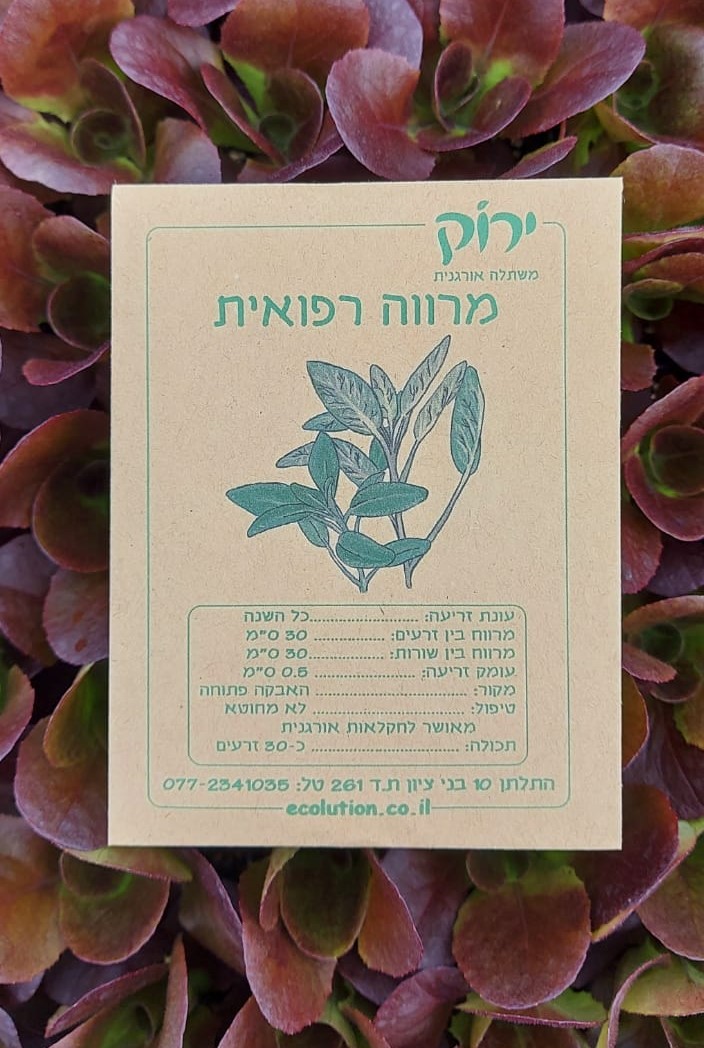 ירוק
משתלה אורגנית
מרווה רפואית
עונת זריעה: ......................כל השנה
מרווח בין זרעים: .............. 30 ס"מ
מרווח בין שורות: ...............30 ס"מ
עומק זריעה: .................... 0.5 ס"מ
מקור: .............................. האבקה פתוחה
טיפול: .............................. לא מחוטא
מאושר לחקלאות אורגנית
תכולה: ............................. כ-30 זרעים
התלתן 10 בני ציון ת.ד 261 טל: 077-2341035
ecolution.co.il